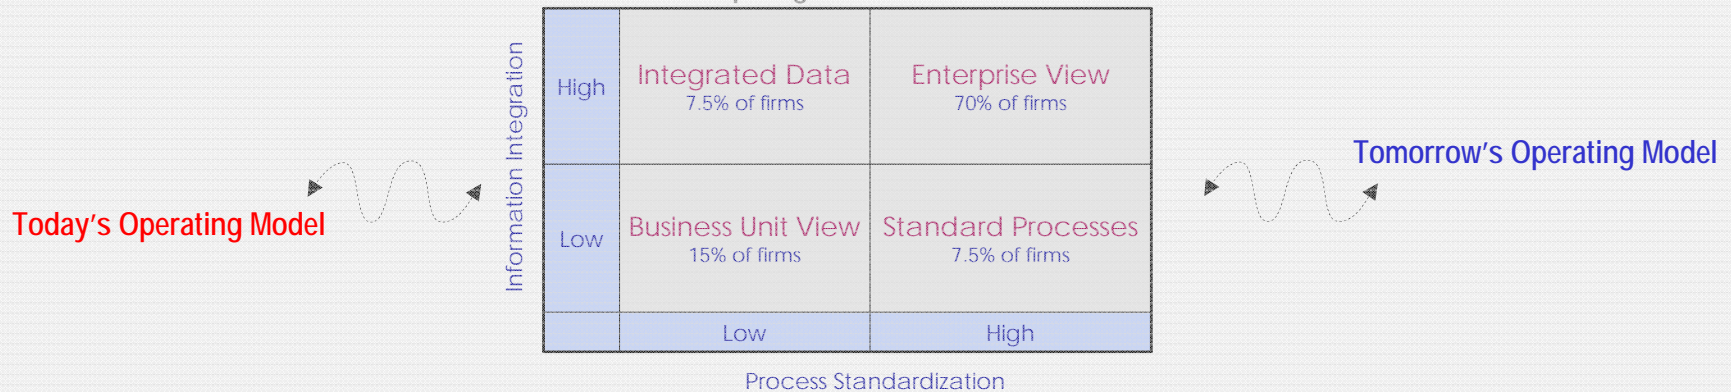 Information Integration
High
Integrated Data
7.5% of firms
Enterprise View
70% of firms
Tomorrow's Operating Model
Today's Operating Model
Low
Business Unit View
15% of firms
Standard Processes
7.5% of firms
Low
High
Process Standardization